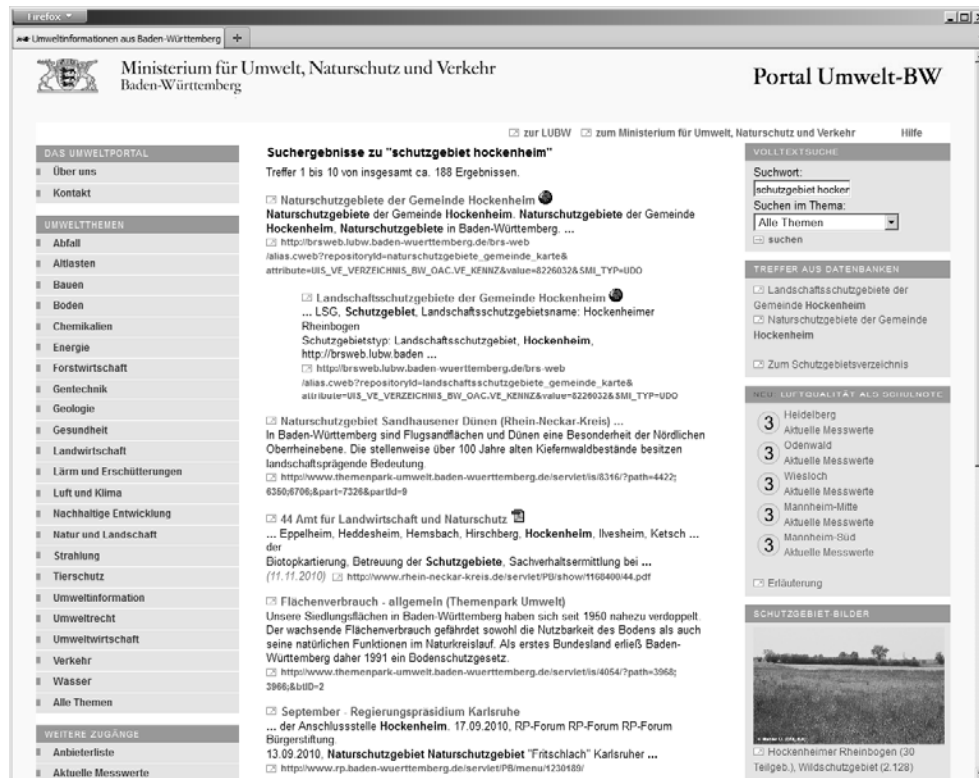 Firefox
Umweltinformationen aus Baden-Württemberg +
Ministerium für Umwelt, Naturschutz und Verkehr
Baden-Württemberg
Portal Umwelt-BW
zur LUBW zum Ministerium für Umwelt, Naturschutz und Verkehr Hilfe
DAS UMWELTPORTAL
Über uns
Kontakt
UMWELTTHEMEN
Abfall
Altlasten
Bauen
Boden
Chemikalien
Energie
Forstwirtschaft
Gentechnik
Geologie
Gesundheit
Landwirtschaft
Lärm und Erschütterungen
Luft und Klima
Nachhaltige Entwicklung
Natur und Landschaft
Strahlung
Tierschutz
Umweltinformation
Umweltrecht
Umweltwirtschaft
Verkehr
Wasser
Alle Themen
WEITERE ZUGÄNGE
Anbieterliste
Aktuelle Messwerte
Suchergebnisse zu "schutzgebiet hockenheim"
Treffer 1 bis 10 von insgesamt ca. 188 Ergebnissen.
Naturschutzgebiete der Gemeinde Hockenheim
Naturschutzgebiete der Gemeinde Hockenheim. Naturschutzgebiete der Gemeinde
Hockenheim, Naturschutzgebiete in Baden-Württemberg. ...
http://brsweb.lubw.baden-wuerttemberg.de/brs-web
/alias.cweb?repositoryId=naturschutzgebiete_gemeinde_karte&
attribute=UIS_VE_VERZEICHNIS_BW_OAC.VE_KENNZ&value=8226032&SMI_TYP=UDO
Landschaftsschutzgebiete der Gemeinde Hockenheim
... LSG, Schutzgebiet, Landschaftsschutzgebietsname: Hockenheimer
Rheinbogen
Schutzgebietstyp: Landschaftsschutzgebiet, Hockenheim,
http://brsweb.lubw.baden ...
http://brsweb.lubw.baden-wuerttemberg.de/brs-web
/alias.cweb?repositoryId=landschaftsschutzgebiete_gemeinde_karte&
attribute=UIS_VE_VERZEICHNIS_BW_OAC.VE_KENNZ&value=8226032&SMI_TYP=UDO
Naturschutzgebiet Sandhausener Dünen (Rhein-Neckar-Kreis) ...
In Baden-Württemberg sind Flugsandflächen und Dünen eine Besonderheit der Nördlichen
Oberrheinebene. Die stellenweise über 100 Jahre alten Kiefernwaldbestände besitzen
landschaftsprägende Bedeutung.
http://www.themenpark-umwelt.baden-wuerttemberg.de/servlet/is/8316/?path=4422;
6350;6706;&part=7326&partId=9
44 Amt für Landwirtschaft und Naturschutz
... Eppelheim, Heddesheim, Hemsbach, Hirschberg, Hockenheim, Ilvesheim, Ketsch ...
der
Biotopkartierung, Betreuung der Schutzgebiete, Sachverhaltsermittlung bei ...
(11.11.2010) http://www.rhein-neckar-kreis.de/servlet/PB/show/1168400/44.pdf
Flächenverbrauch - allgemein (Themenpark Umwelt)
Unsere Siedlungsflächen in Baden-Württemberg haben sich seit 1950 nahezu verdoppelt.
Der wachsende Flächenverbrauch gefährdet sowohl die Nutzbarkeit des Bodens als auch
seine natürlichen Funktionen im Naturkreislauf. Als erstes Bundesland erließ Baden-
Württemberg daher 1991 ein Bodenschutzgesetz.
http://www.themenpark-umwelt.baden-wuerttemberg.de/servlet/is/4054/?path=3968;
3966;&btID=2
September - Regierungspräsidium Karlsruhe
... der Anschlussstelle Hockenheim. 17.09.2010, RP-Forum RP-Forum RP-Forum
Bürgerstiftung.
13.09.2010, Naturschutzgebiet Naturschutzgebiet "Fritschlach" Karlsruher ...
http://www.rp.baden-wuerttemberg.de/servlet/PB/menu/1230189/
VOLLTEXTSUCHE
Suchwort:
schutzgebiet hocker
Suchen im Thema:
Alle Themen
suchen
TREFFER AUS DATENBANKEN
Landschaftsschutzgebiete der
Gemeinde Hockenheim
Naturschutzgebiete der Gemeinde
Hockenheim
Zum Schutzgebietsverzeichnis
NEU: LUFTQUALITÄT ALS SCHULNOTE
3 Heidelberg
Aktuelle Messwerte
3 Odenwald
Aktuelle Messwerte
3 Wiesloch
Aktuelle Messwerte
3 Mannheim-Mitte
Aktuelle Messwerte
3 Mannheim-Süd
Aktuelle Messwerte
Erläuterung
SCHUTZGEBIET-BILDER
Hockenheimer Rheinbogen (30
Teilgeb.), Wildschutzgebiet (2.128)